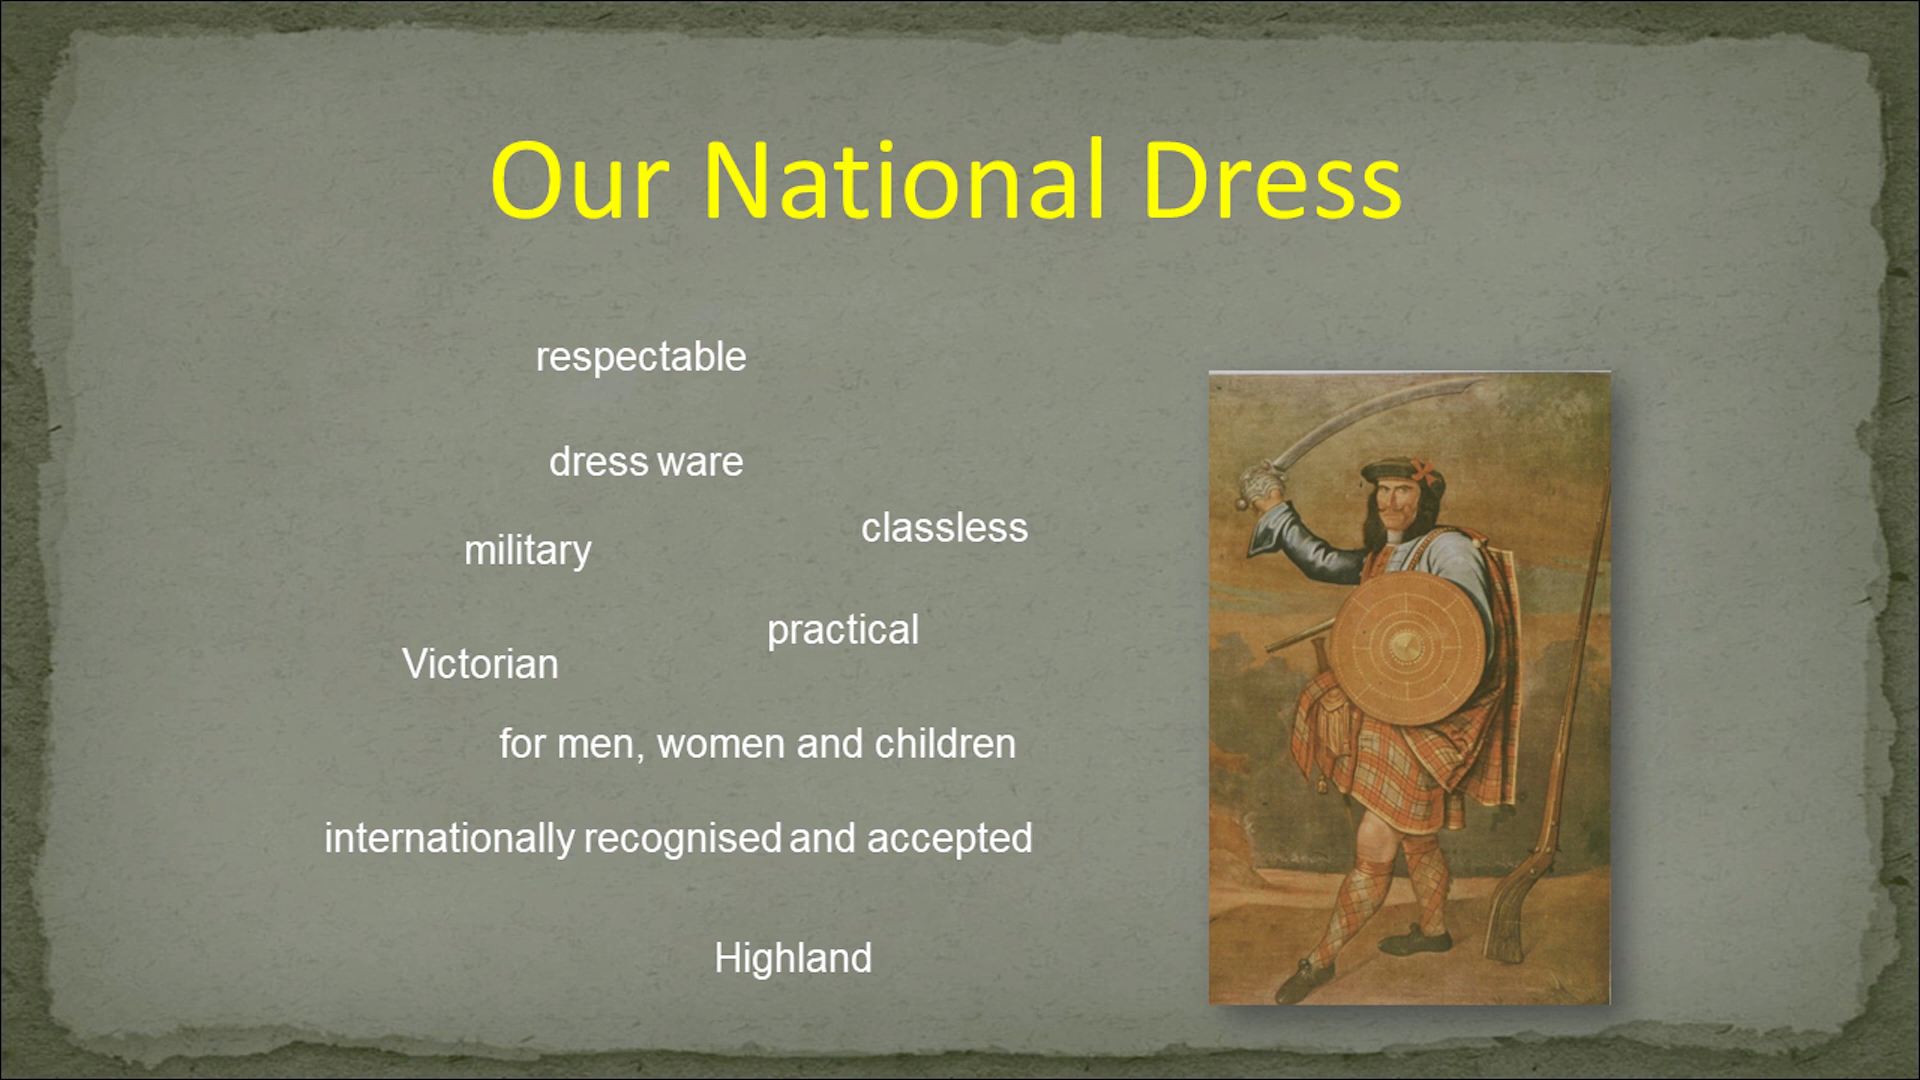 Our National Dress
respectable
dress ware
classless
military
practical
Victorian
for men, women and children
internationally recognised and accepted
Highland